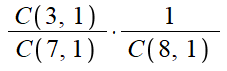 C(3, 1) / C(7, 1) · 1 / C(8, 1)